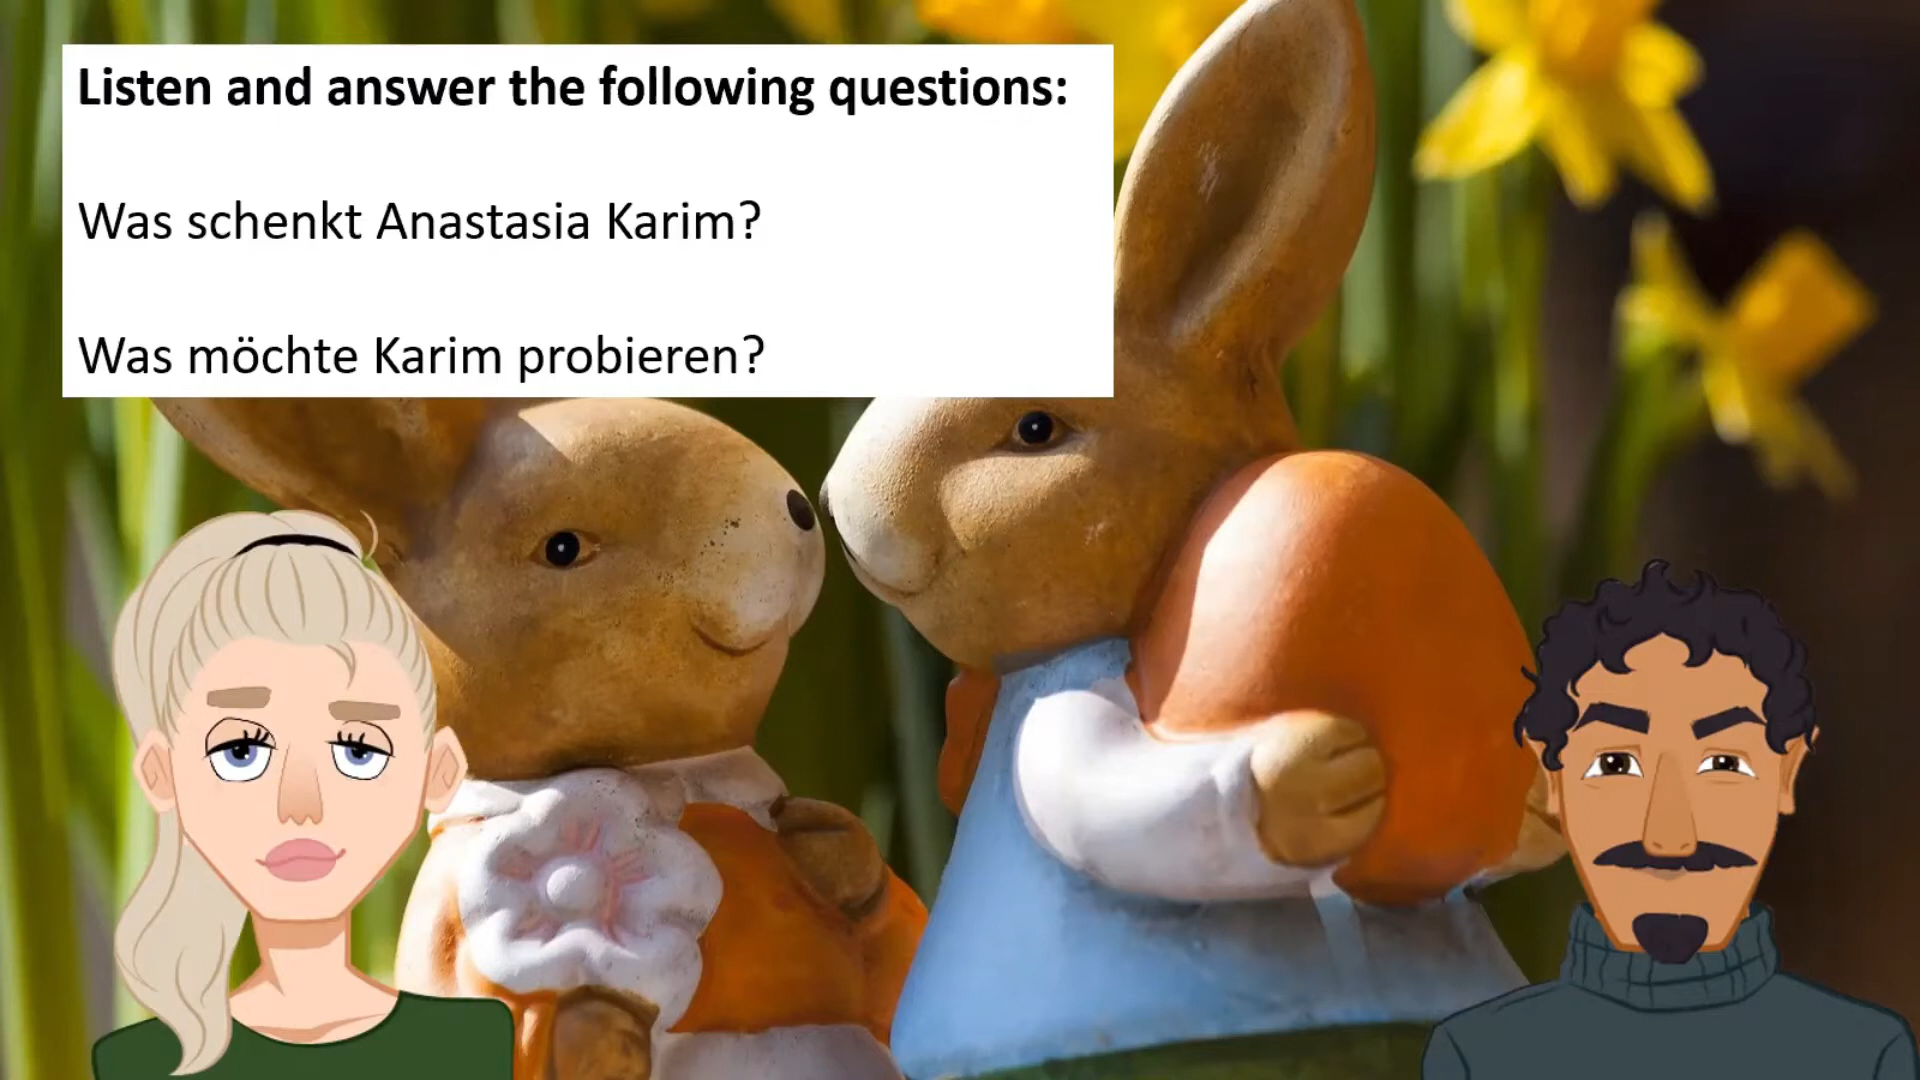 Listen and answer the following questions:
Was schenkt Anastasia Karim?
Was möchte Karim probieren?